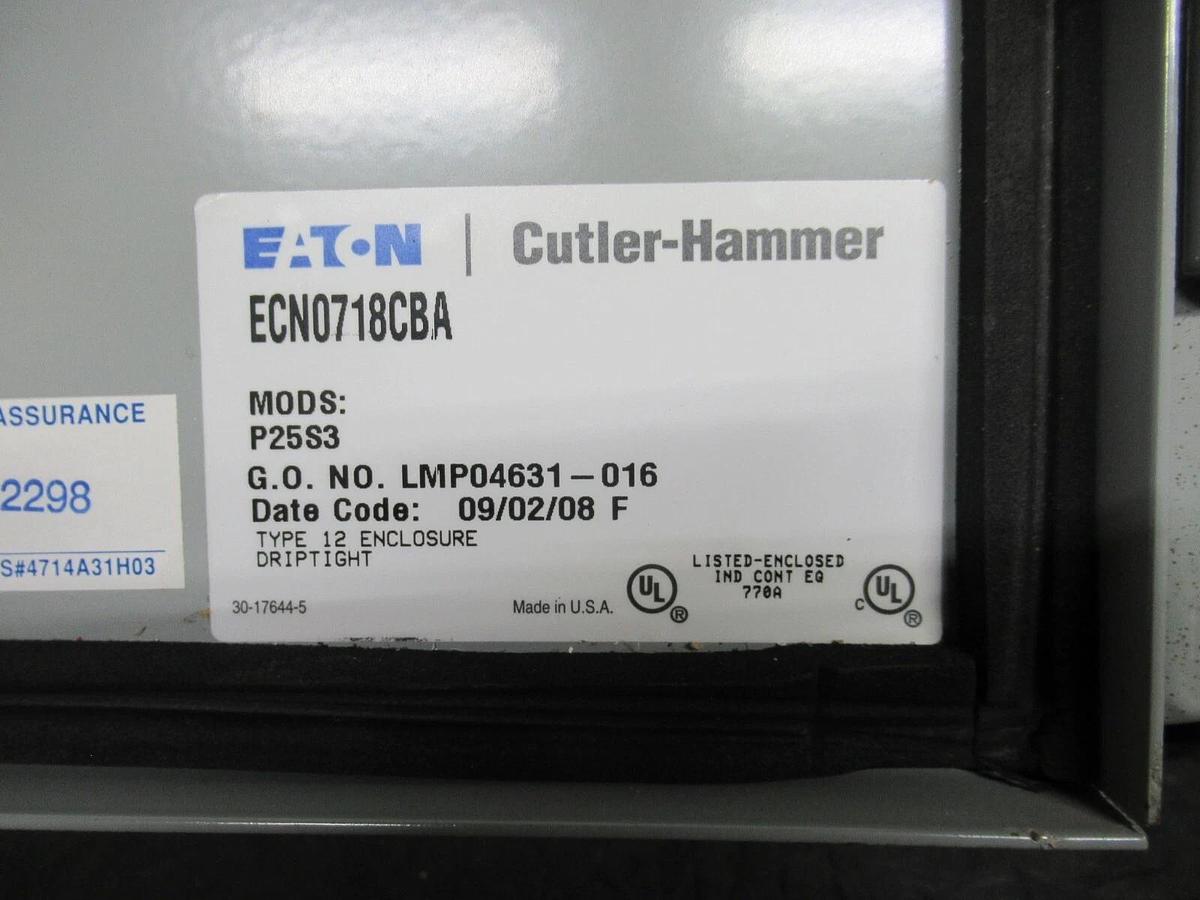 EATON | Cutler-Hammer
ECN0718CBA
MODS:
P25S3
G.O. NO. LMP04631-016
Date Code: 09/02/08 F
TYPE 12 ENCLOSURE
DRIPTIGHT
30-17644-5
Made in U.S.A.
UL ®
LISTED-ENCLOSED
IND CONT EQ
770A
C UL ®
ASSURANCE
2298
S#4714A31H03